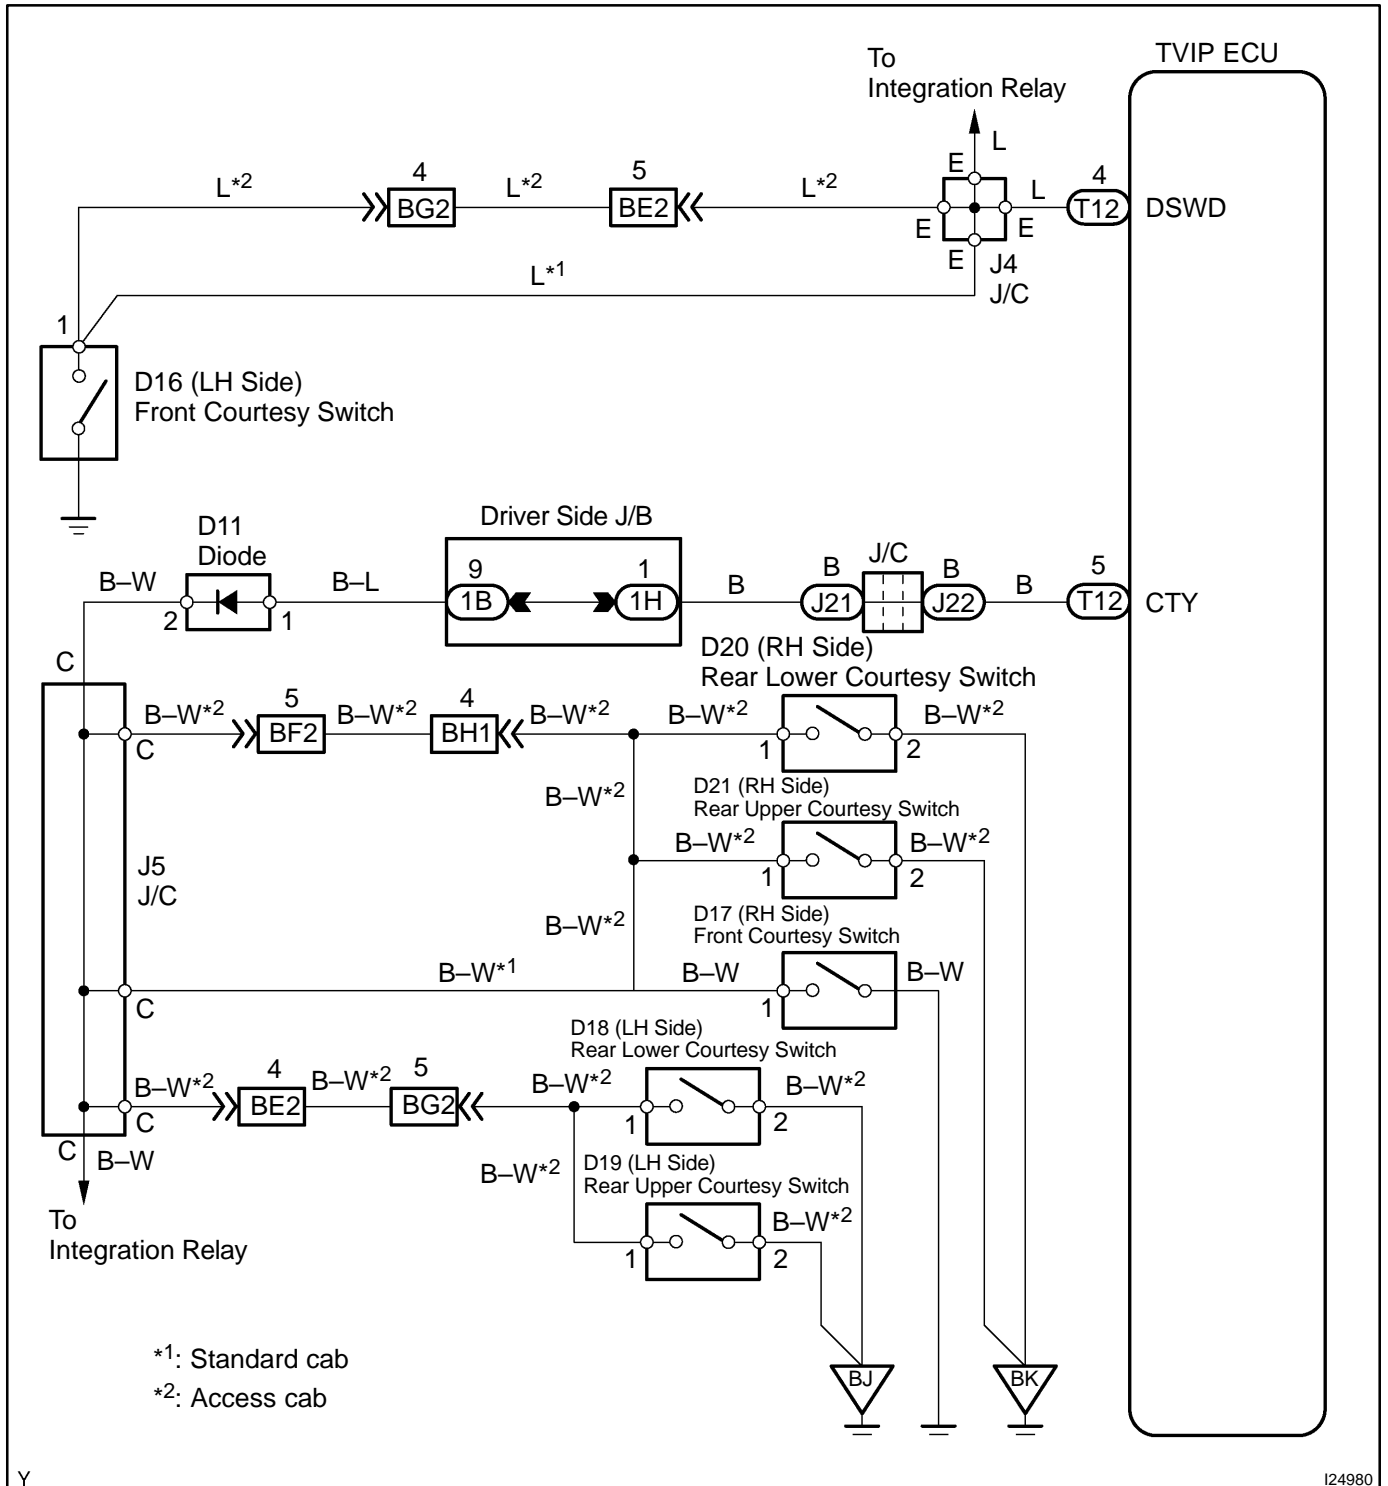 TVIP ECU
To
Integration Relay
L
E
4
5
4
L*2
L*2
L*2
L
BG2
BE2
T12
DSWD
E
E
E
L*1
J4
J/C
1
D16 (LH Side)
Front Courtesy Switch
D11
Diode
Driver Side J/B
J/C
B–W
B–L
9
1
B
B
B
B
5
1B
1H
J21
J22
T12
CTY
2
1
C
D20 (RH Side)
Rear Lower Courtesy Switch
B–W*2
5
B–W*2
4
B–W*2
B–W*2
B–W*2
BF2
BH1
C
1
2
B–W*2
D21 (RH Side)
Rear Upper Courtesy Switch
B–W*2
B–W*2
1
2
J5
J/C
B–W*2
D17 (RH Side)
Front Courtesy Switch
B–W*1
B–W
B–W
C
1
D18 (LH Side)
Rear Lower Courtesy Switch
B–W*2
4
B–W*2
5
B–W*2
B–W*2
BE2
BG2
C
1
2
C
B–W
B–W*2
D19 (LH Side)
Rear Upper Courtesy Switch
B–W*2
1
2
To
Integration Relay
*1: Standard cab
*2: Access cab
BJ
BK
Y
I24980